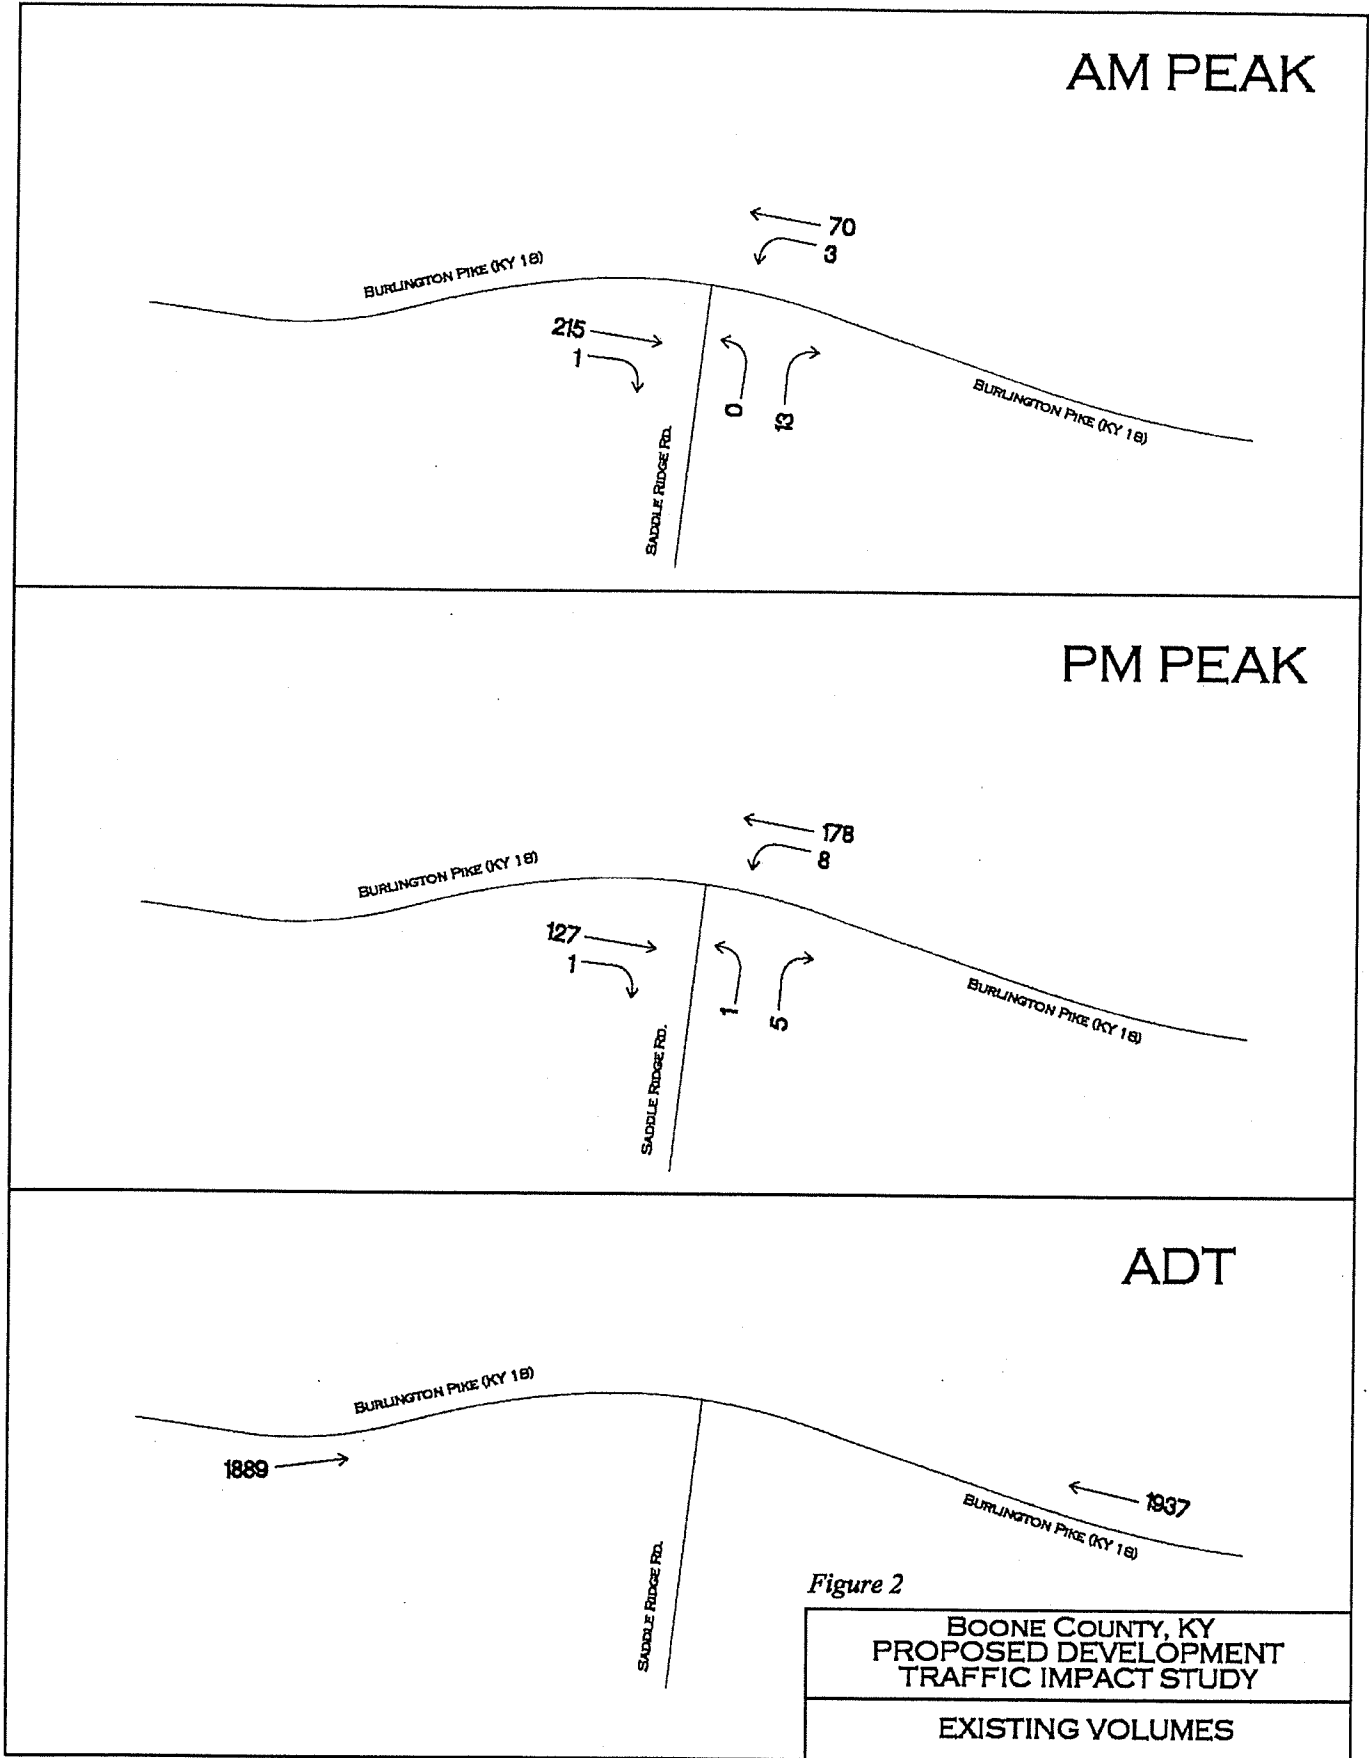 AM PEAK
70
3
BURLINGTON PIKE (KY 18)
215
1
0
13
BURLINGTON PIKE (KY 18)
SADDLE RIDGE RD.
PM PEAK
178
8
BURLINGTON PIKE (KY 18)
127
1
1
5
BURLINGTON PIKE (KY 18)
SADDLE RIDGE RD.
ADT
BURLINGTON PIKE (KY 18)
1889
1937
BURLINGTON PIKE (KY 18)
SADDLE RIDGE RD.
Figure 2
BOONE COUNTY, KY
PROPOSED DEVELOPMENT
TRAFFIC IMPACT STUDY
EXISTING VOLUMES